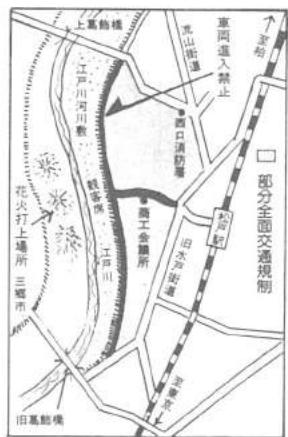 車両進入禁止
至柏
上葛飾橋
流山街道
江戸川河川敷
西口消防署
部分全面交通規制
観客席
花火打上場所
商工会議所
松戸駅
江戸川
旧水戸街道
三郷市
至東京
旧葛飾橋